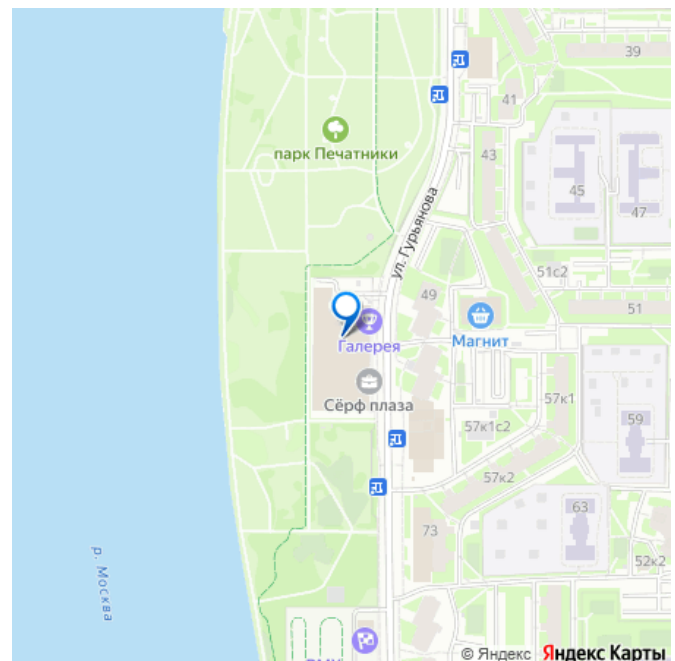 39
41
43
парк Печатники
45
47
ул. Гурьянова
51с2
49
51
Магнит
Галерея
Сёрф плаза
57к1
59
57к1с2
57к2
63
73
52к2
р. Москва
© Яндекс Яндекс Карты